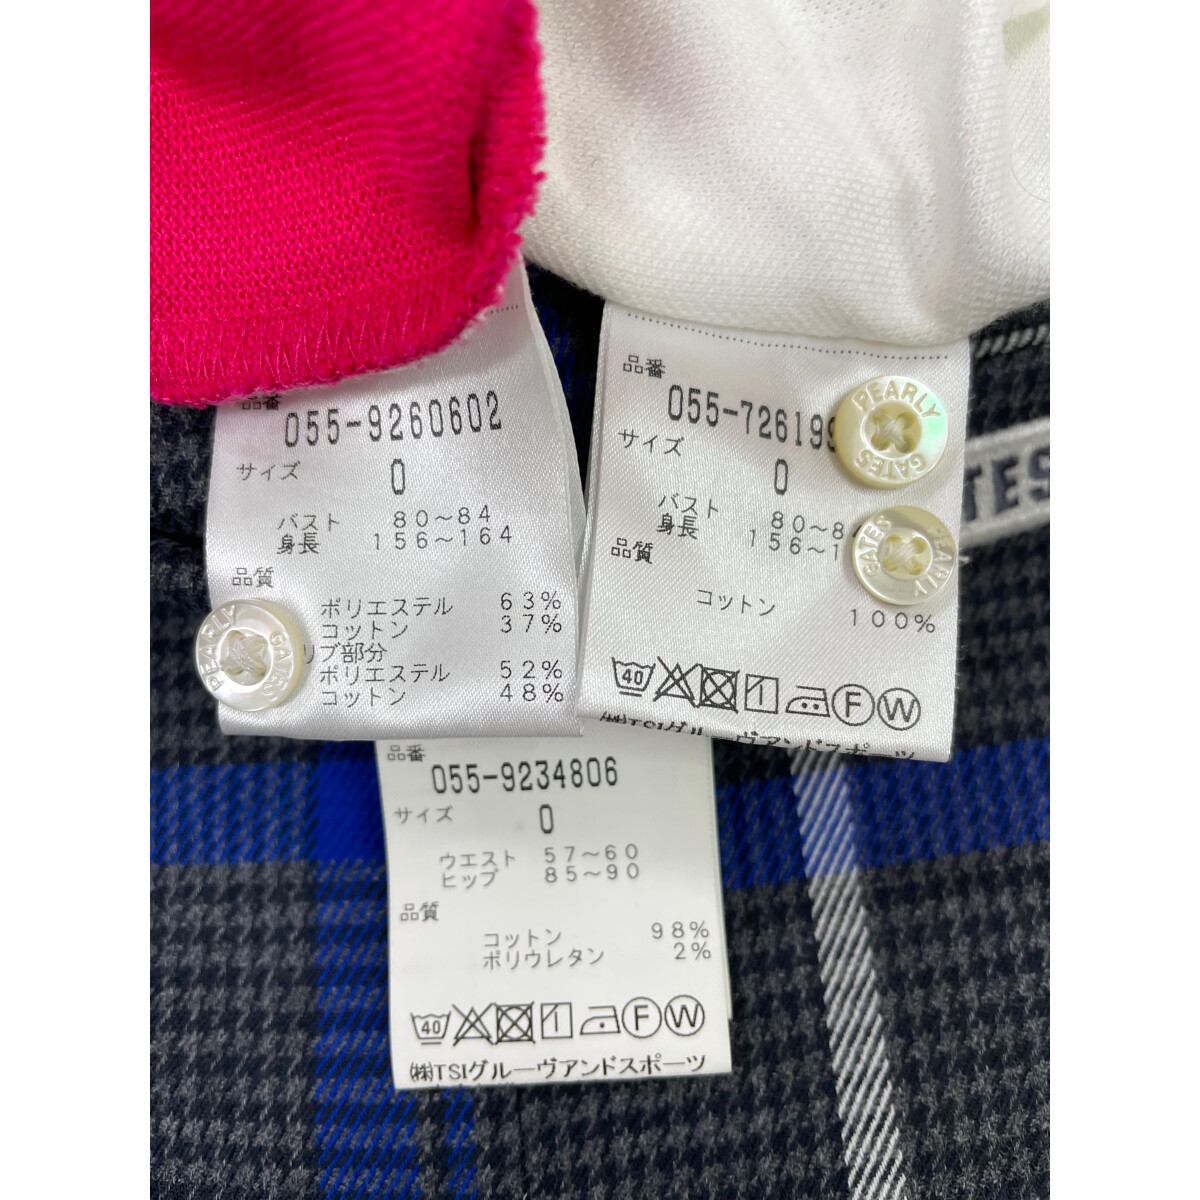 品番
055-9260602
サイズ
0
バスト 80～84
身長 156～164
品質
ポリエステル 63%
コットン 37%
リブ部分
ポリエステル 52%
コットン 48%
PEARLY GATES
品番
055-726199
サイズ
0
バスト 80～8
身長 156～1
品質
コットン 100%
40 F W
㈱TSIグルーヴアンドスポーツ
PEARLY GATES
PEARLY GATES
TES
品番
055-9234806
サイズ
0
ウエスト 57～60
ヒップ 85～90
品質
コットン 98%
ポリウレタン 2%
40 F W
㈱TSIグルーヴアンドスポーツ